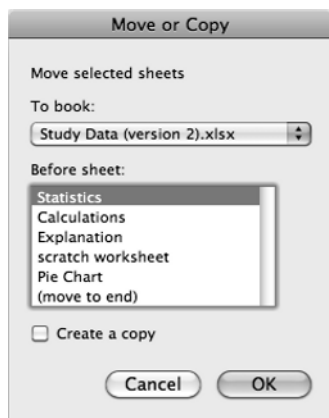 Move or Copy
Move selected sheets
To book:
Study Data (version 2).xlsx
Before sheet:
Statistics
Calculations
Explanation
scratch worksheet
Pie Chart
(move to end)
Create a copy
Cancel OK